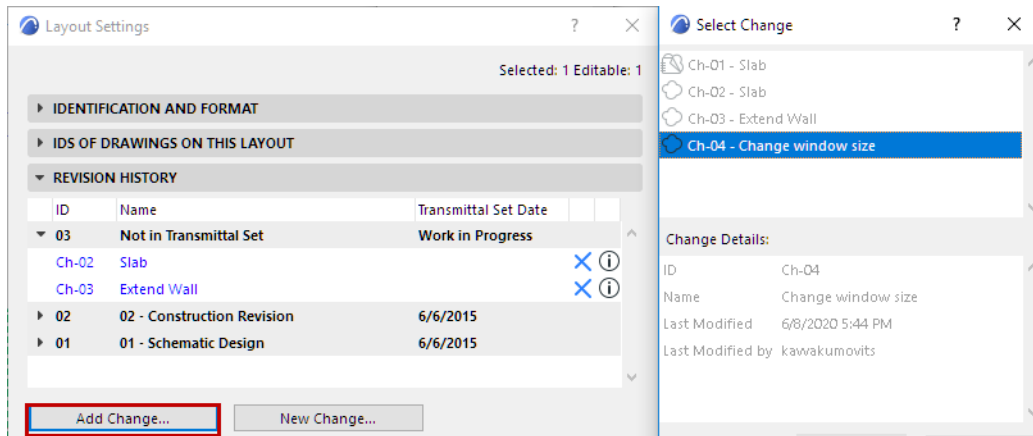 Layout Settings
?
Selected: 1 Editable: 1
IDENTIFICATION AND FORMAT
IDS OF DRAWINGS ON THIS LAYOUT
REVISION HISTORY
ID Name Transmittal Set Date
03 Not in Transmittal Set Work in Progress
Ch-02 Slab
Ch-03 Extend Wall
02 02 - Construction Revision 6/6/2015
01 01 - Schematic Design 6/6/2015
Add Change... New Change...
Select Change
?
Ch-01 - Slab
Ch-02 - Slab
Ch-03 - Extend Wall
Ch-04 - Change window size
Change Details:
ID Ch-04
Name Change window size
Last Modified 6/8/2020 5:44 PM
Last Modified by kawakumovits